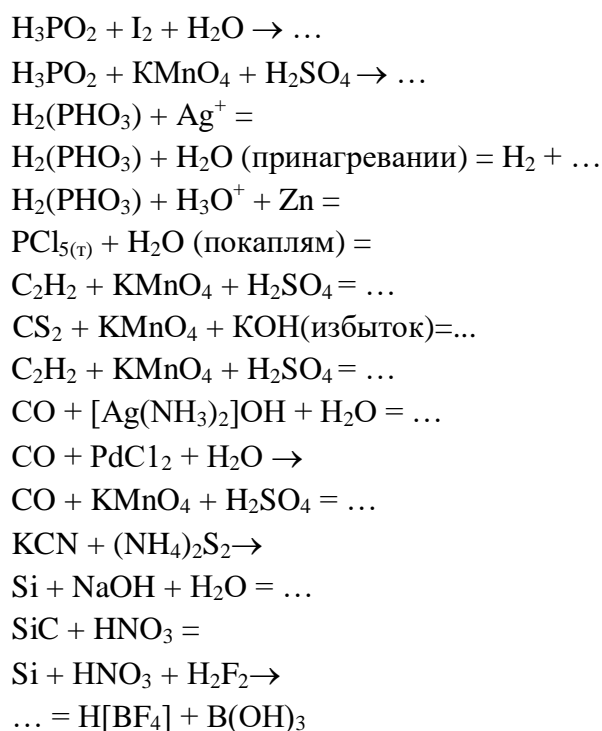 H₃PO₂ + I₂ + H₂O → …
H₃PO₂ + KMnO₄ + H₂SO₄ → …
H₂(PHO₃) + Ag⁺ =
H₂(PHO₃) + H₂O (принагревании) = H₂ + …
H₂(PHO₃) + H₃O⁺ + Zn =
PCl₅₍т₎ + H₂O (покаплям) =
C₂H₂ + KMnO₄ + H₂SO₄ = …
CS₂ + KMnO₄ + КОН(избыток)=...
C₂H₂ + KMnO₄ + H₂SO₄ = …
CO + [Ag(NH₃)₂]OH + H₂O = …
CO + PdC1₂ + H₂O →
CO + KMnO₄ + H₂SO₄ = …
KCN + (NH₄)₂S₂→
Si + NaOH + H₂O = …
SiC + HNO₃ =
Si + HNO₃ + H₂F₂→
… = H[BF₄] + B(OH)₃